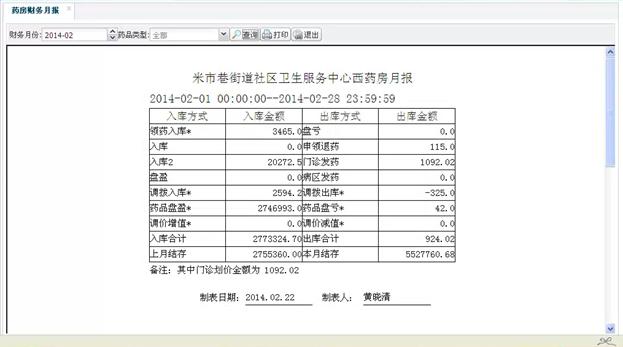 药房财务月报
财务月份: 2014-02 药品类型: 全部 查询 打印 退出
米市巷街道社区卫生服务中心西药房月报
2014-02-01 00:00:00--2014-02-28 23:59:59
入库方式 入库金额 出库方式 出库金额
领药入库* 3465.0 盘亏 0.0
入库 0.0 申领退药 115.0
入库2 20272.5 门诊发药 1092.02
盘盈 0.0 病区发药 0.0
调拨入库* 2594.2 调拨出库* -325.0
药品盘盈* 2746993.0 药品盘亏* 42.0
调价增值* 0.0 调价减值* 0.0
入库合计 2773324.70 出库合计 924.02
上月结存 2755360.00 本月结存 5527760.68
备注: 其中门诊划价金额为 1092.02
制表日期: 2014.02.22 制表人: 黄晓清